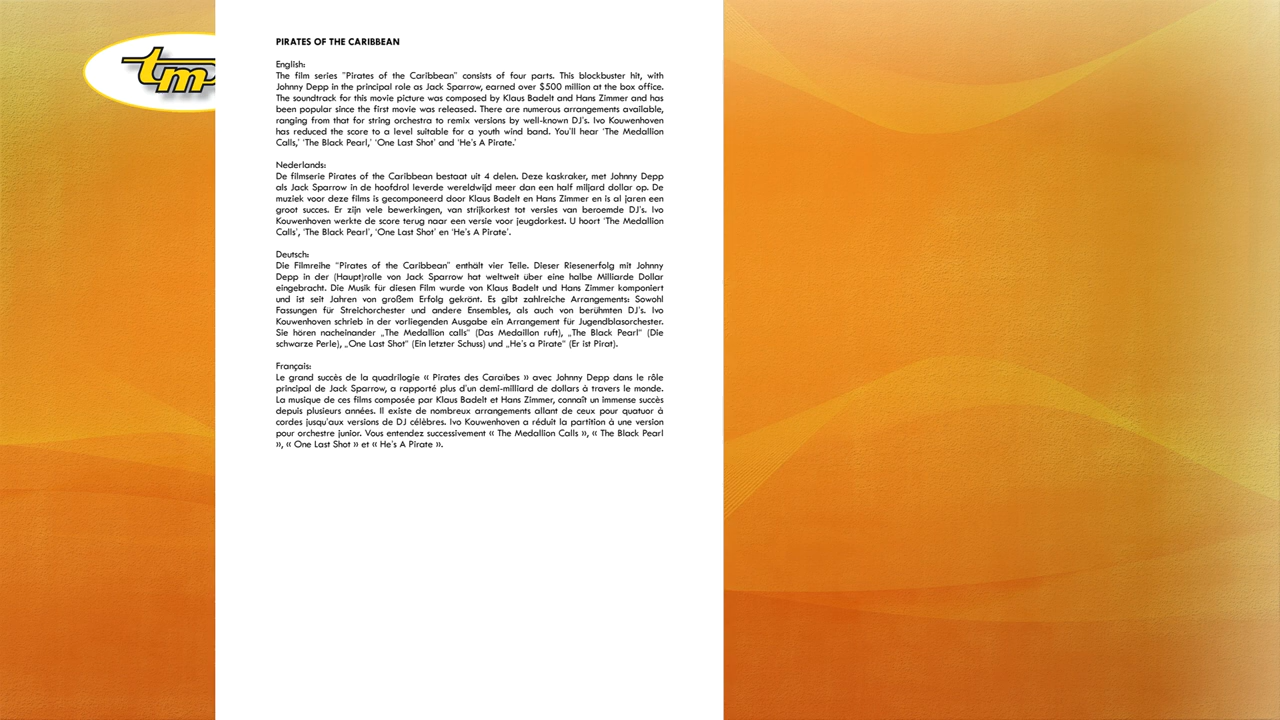 tm
PIRATES OF THE CARIBBEAN
English:
The film series "Pirates of the Caribbean" consists of four parts. This blockbuster hit, with
Johnny Depp in the principal role as Jack Sparrow, earned over $500 million at the box office.
The soundtrack for this movie picture was composed by Klaus Badelt and Hans Zimmer and has
been popular since the first movie was released. There are numerous arrangements available,
ranging from that for string orchestra to remix versions by well-known DJ's. Ivo Kouwenhoven
has reduced the score to a level suitable for a youth wind band. You'll hear 'The Medallion
Calls,' 'The Black Pearl,' 'One Last Shot' and 'He's A Pirate.'
Nederlands:
De filmserie Pirates of the Caribbean bestaat uit 4 delen. Deze kaskraker, met Johnny Depp
als Jack Sparrow in de hoofdrol leverde wereldwijd meer dan een half miljard dollar op. De
muziek voor deze films is gecomponeerd door Klaus Badelt en Hans Zimmer en is al jaren een
groot succes. Er zijn vele bewerkingen, van strijkorkest tot versies van beroemde DJ's. Ivo
Kouwenhoven werkte de score terug naar een versie voor jeugdorkest. U hoort 'The Medallion
Calls', 'The Black Pearl', 'One Last Shot' en 'He's A Pirate'.
Deutsch:
Die Filmreihe "Pirates of the Caribbean" enthält vier Teile. Dieser Riesenerfolg mit Johnny
Depp in der (Haupt)rolle von Jack Sparrow hat weltweit über eine halbe Milliarde Dollar
eingebracht. Die Musik für diesen Film wurde von Klaus Badelt und Hans Zimmer komponiert
und ist seit Jahren von großem Erfolg gekrönt. Es gibt zahlreiche Arrangements: Sowohl
Fassungen für Streichorchester und andere Ensembles, als auch von berühmten DJ's. Ivo
Kouwenhoven schrieb in der vorliegenden Ausgabe ein Arrangement für Jugendblasorchester.
Sie hören nacheinander „The Medallion calls" (Das Medaillon ruft), „The Black Pearl" (Die
schwarze Perle), „One Last Shot" (Ein letzter Schuss) und „He's a Pirate" (Er ist Pirat).
Français:
Le grand succès de la quadrilogie « Pirates des Caraïbes » avec Johnny Depp dans le rôle
principal de Jack Sparrow, a rapporté plus d'un demi-milliard de dollars à travers le monde.
La musique de ces films composée par Klaus Badelt et Hans Zimmer, connaît un immense succès
depuis plusieurs années. Il existe de nombreux arrangements allant de ceux pour quatuor à
cordes jusqu'aux versions de DJ célèbres. Ivo Kouwenhoven a réduit la partition à une version
pour orchestre junior. Vous entendez successivement « The Medallion Calls », « The Black Pearl
», « One Last Shot » et « He's A Pirate ».